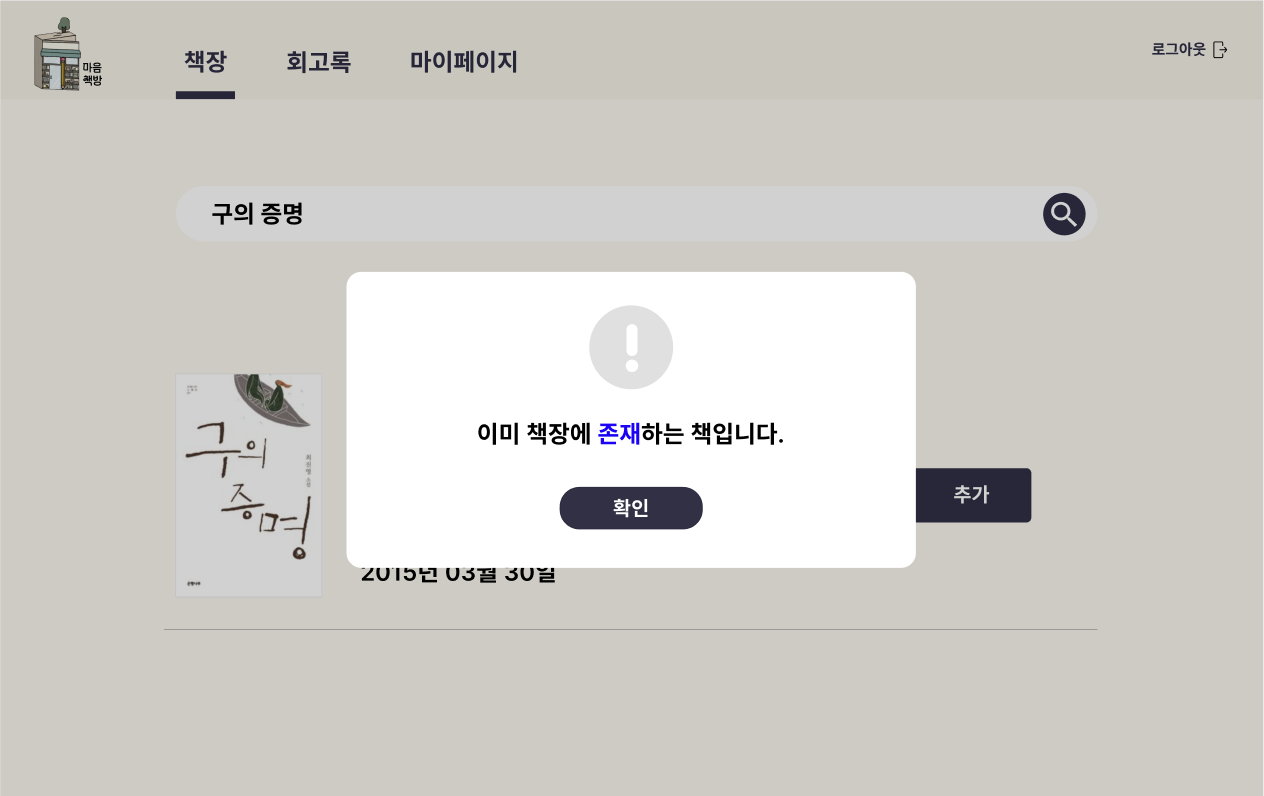 마음
책방
책장
회고록
마이페이지
로그아웃
구의 증명
구의
증명
최진영 소설
은행나무
이미 책장에 존재하는 책입니다.
확인
추가
2015년 03월 30일